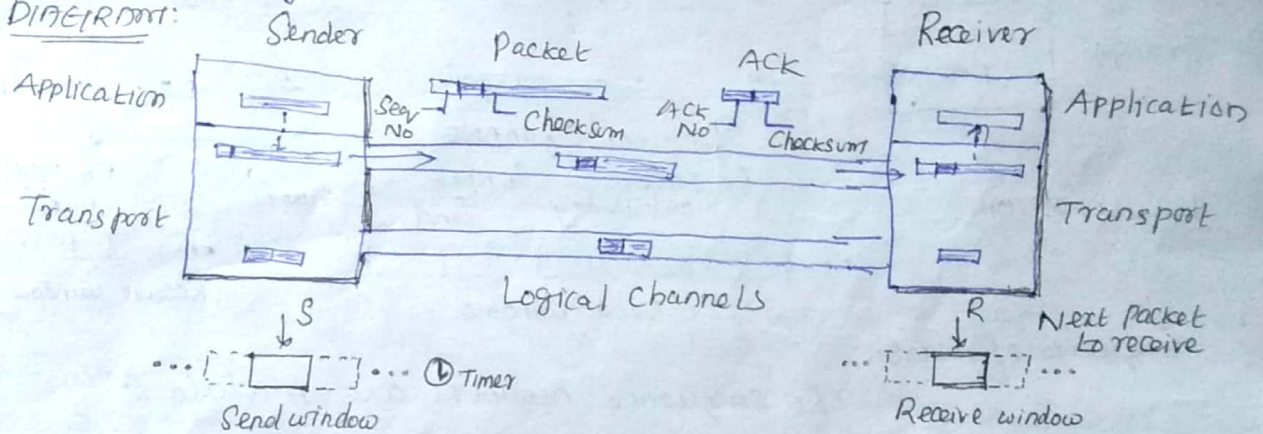 DIAGRAM:
Sender
Packet
ACK
Receiver
Application
Seq No
Checksum
ACK No
Checksum
Application
Transport
Transport
Logical Channels
S
R
Next packet to receive
Timer
Send window
Receive window